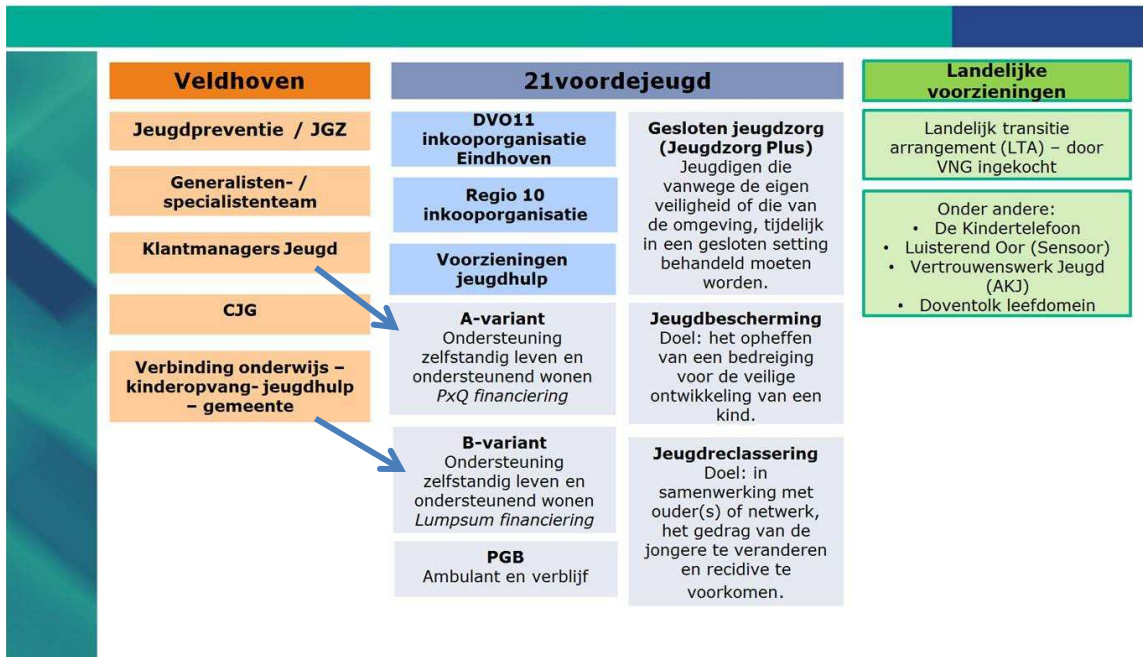 Veldhoven
Jeugdpreventie / JGZ
Generalisten- /
specialistenteam
Klantmanagers Jeugd
CJG
Verbinding onderwijs –
kinderopvang- jeugdhulp
– gemeente
21voordejeugd
DVO11
inkooporganisatie
Eindhoven
Regio 10
inkooporganisatie
Voorzieningen
jeugdhulp
A-variant
Ondersteuning
zelfstandig leven en
ondersteunend wonen
PxQ financiering
B-variant
Ondersteuning
zelfstandig leven en
ondersteunend wonen
Lumpsum financiering
PGB
Ambulant en verblijf
Gesloten jeugdzorg
(Jeugdzorg Plus)
Jeugdigen die
vanwege de eigen
veiligheid of die van
de omgeving, tijdelijk
in een gesloten setting
behandeld moeten
worden.
Jeugdbescherming
Doel: het opheffen
van een bedreiging
voor de veilige
ontwikkeling van een
kind.
Jeugdreclassering
Doel: in
samenwerking met
ouder(s) of netwerk,
het gedrag van de
jongere te veranderen
en recidive te
voorkomen.
Landelijke
voorzieningen
Landelijk transitie
arrangement (LTA) – door
VNG ingekocht
Onder andere:
• De Kindertelefoon
• Luisterend Oor (Sensoor)
• Vertrouwenswerk Jeugd
(AKJ)
• Doventolk leefdomein